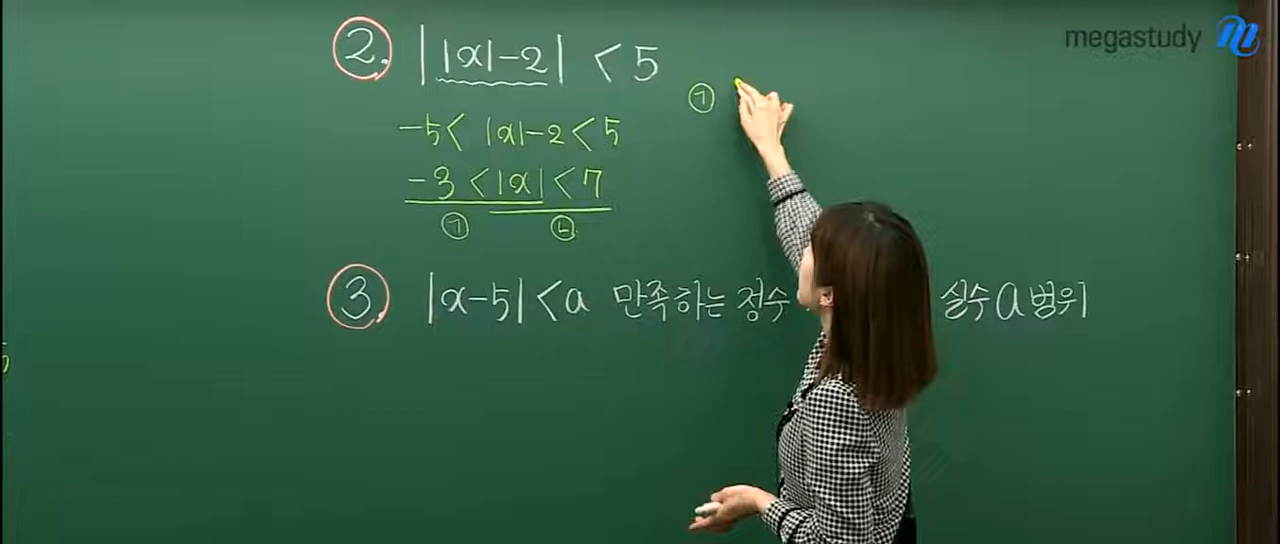 megastudy
2. ||x|-2| < 5
-5 < |x|-2 < 5
-3 < |x| < 7
㉠ ㉡
㉠
3. |x-5| < a 만족하는 정수 실수 a 범위